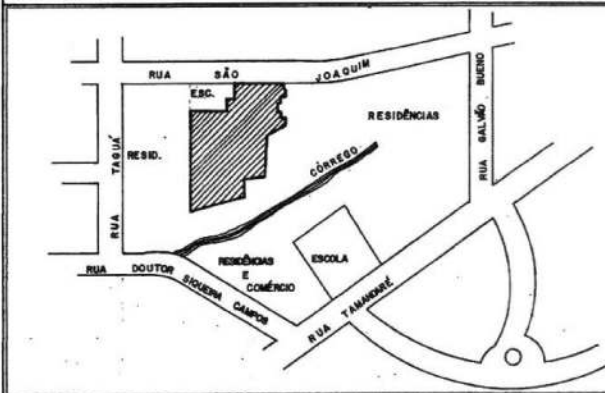 RUA SÃO JOAQUIM
ESC.
RESIDÊNCIAS
RUA GALVÃO BUENO
RUA TAGUÁ
RESID.
CÓRREGO
RUA DOUTOR SIQUEIRA CAMPOS
RESIDÊNCIAS
E
COMÉRCIO
ESCOLA
RUA TAMANDARÉ